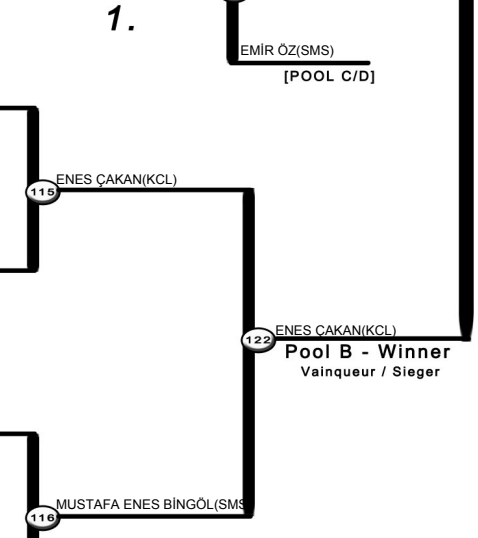 1.
EMİR ÖZ(SMS)
[POOL C/D]
ENES ÇAKAN(KCL)
115
ENES ÇAKAN(KCL)
122
Pool B - Winner
Vainqueur / Sieger
MUSTAFA ENES BİNGÖL(SMS
116